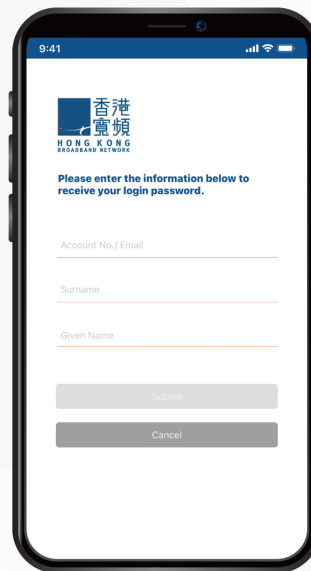 9:41
香港
寬頻
HONG KONG
BROADBAND NETWORK
Please enter the information below to
receive your login password.
Account No./ Email
Surname
Given Name
Submit
Cancel